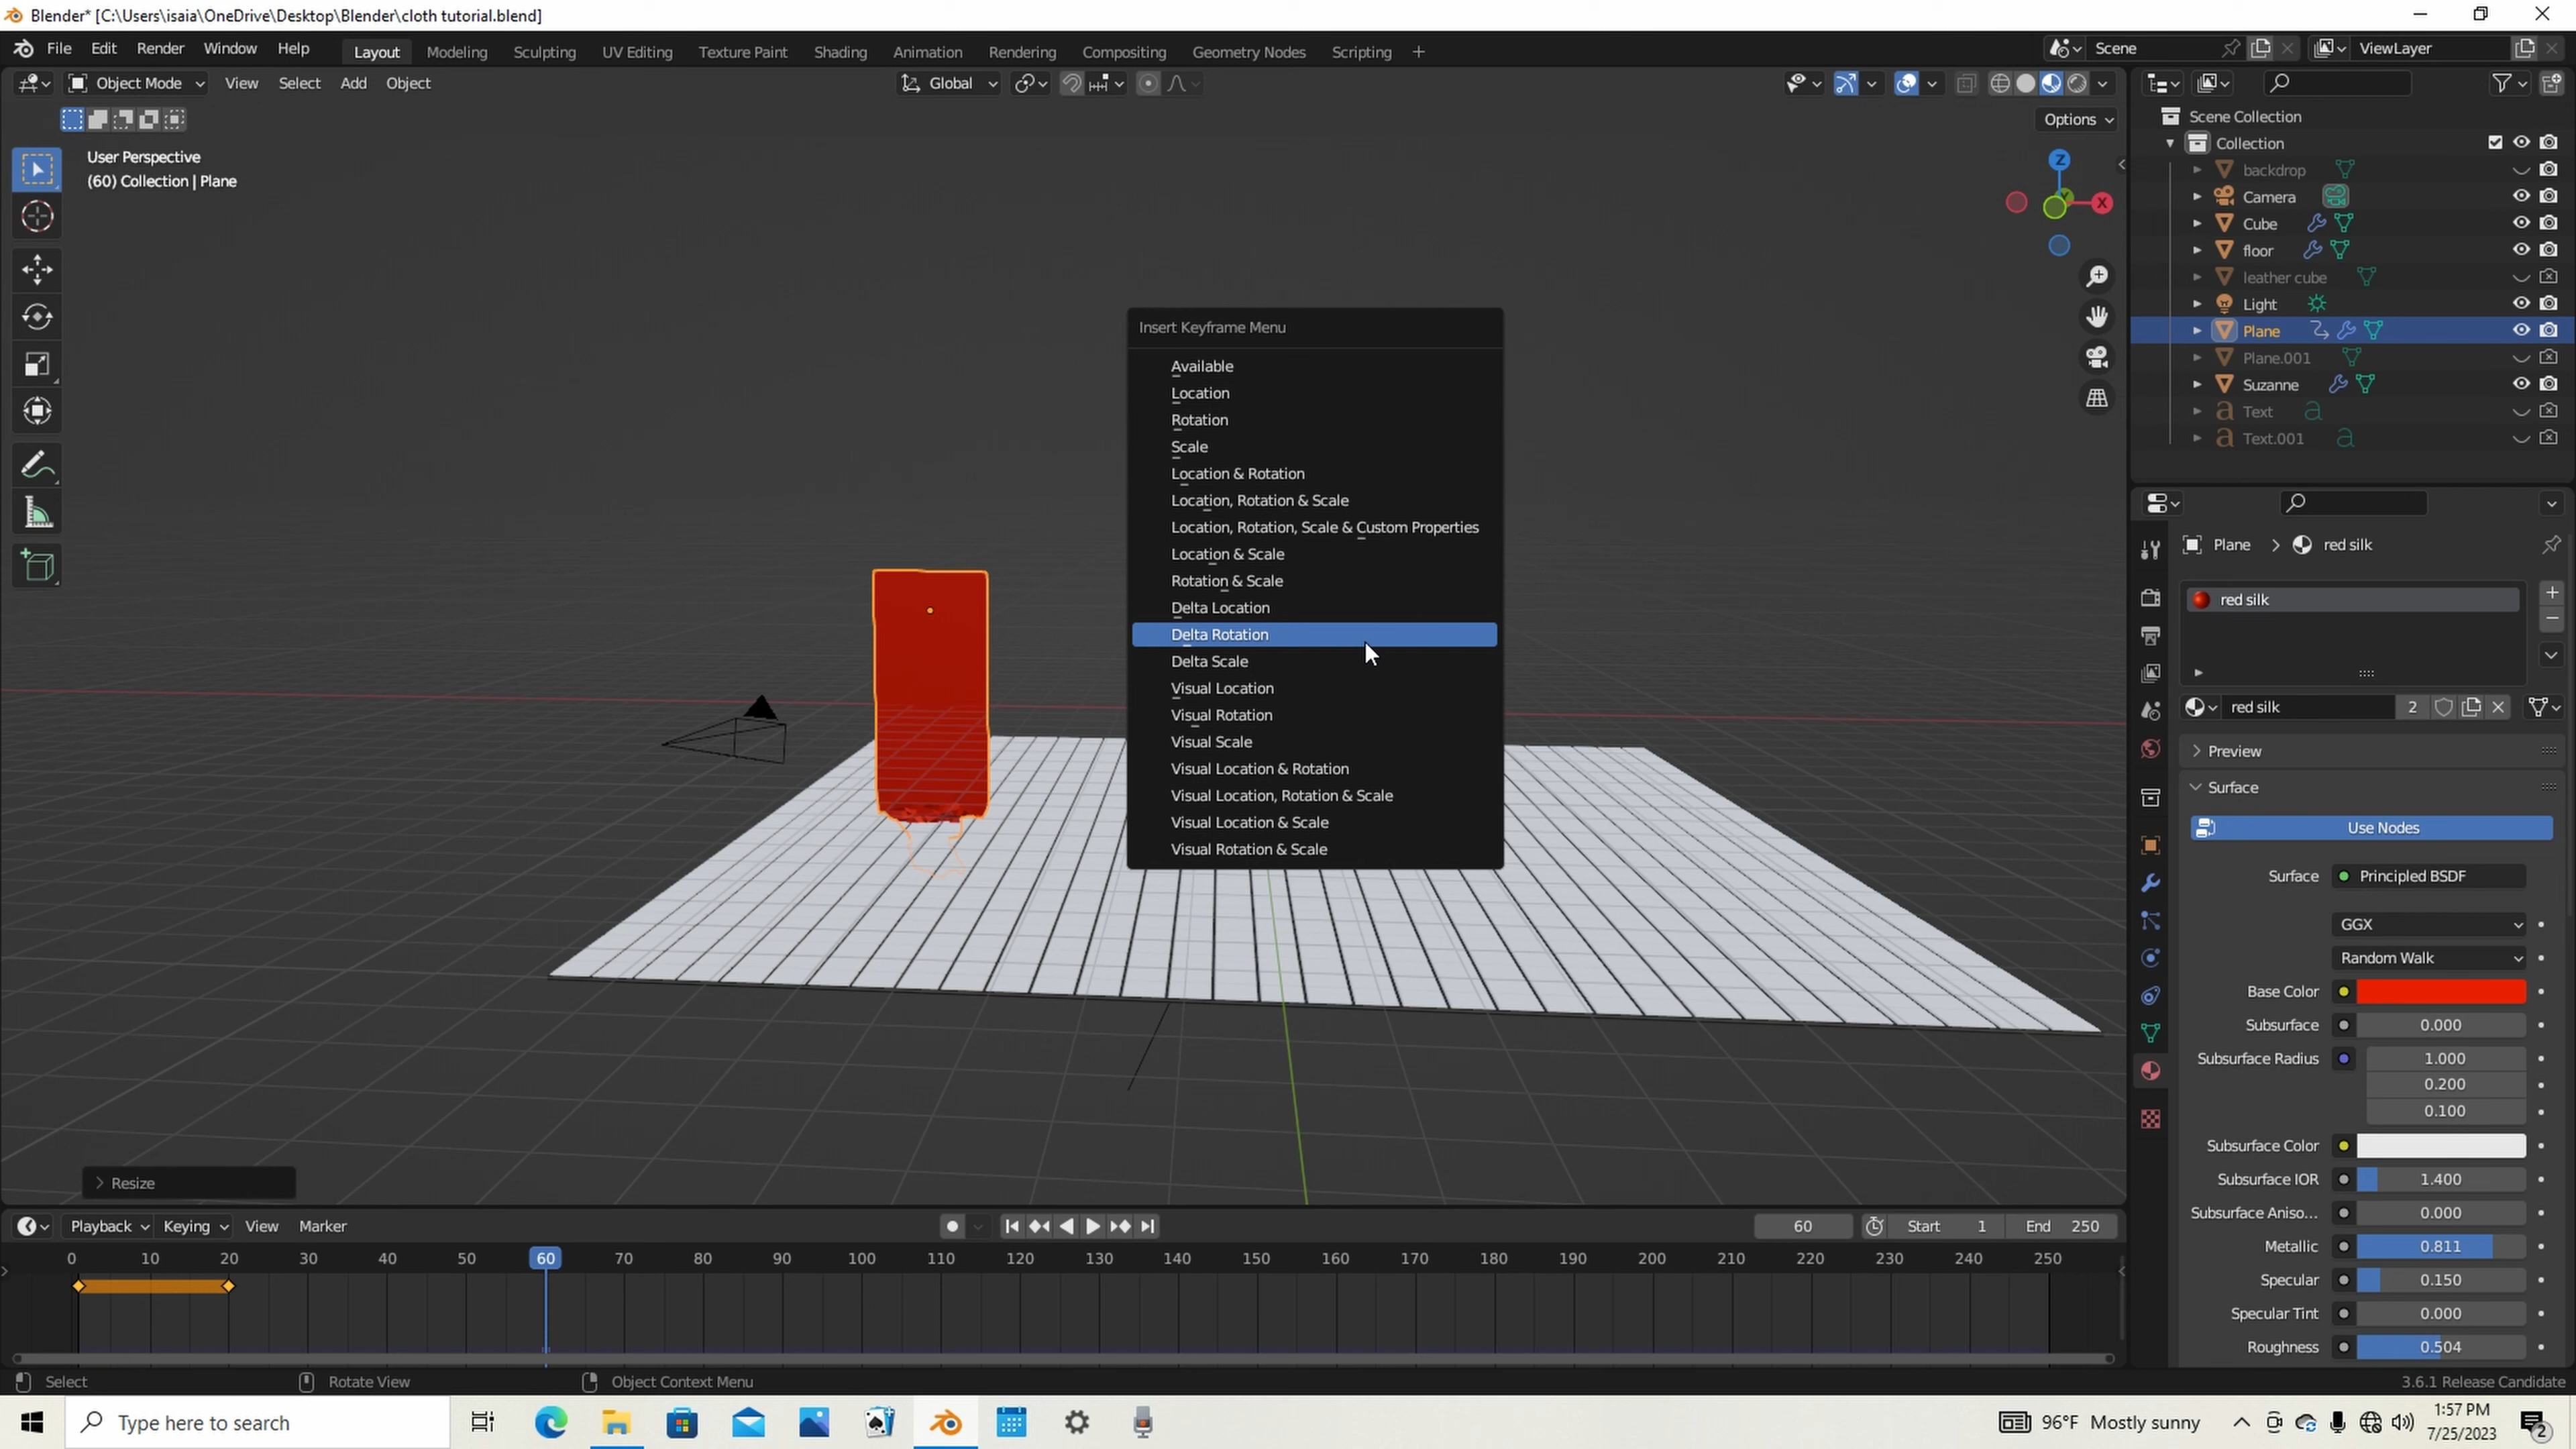 Blender* [C:\Users\isaia\OneDrive\Desktop\Blender\cloth tutorial.blend]
File Edit Render Window Help Layout Modeling Sculpting UV Editing Texture Paint Shading Animation Rendering Compositing Geometry Nodes Scripting + Scene ViewLayer
Object Mode View Select Add Object Global
Options
User Perspective
(60) Collection | Plane
Z
Y
X
Scene Collection
Collection
backdrop
Camera
Cube
floor
leather cube
Light
Plane
Plane.001
Suzanne
Text
Text.001
Insert Keyframe Menu
Available
Location
Rotation
Scale
Location & Rotation
Location, Rotation & Scale
Location, Rotation, Scale & Custom Properties
Location & Scale
Rotation & Scale
Delta Location
Delta Rotation
Delta Scale
Visual Location
Visual Rotation
Visual Scale
Visual Location & Rotation
Visual Location, Rotation & Scale
Visual Location & Scale
Visual Rotation & Scale
Plane > red silk
red silk
red silk 2
Preview
Surface
Use Nodes
Surface Principled BSDF
GGX
Random Walk
Base Color
Subsurface 0.000
Subsurface Radius 1.000
0.200
0.100
Subsurface Color
Subsurface IOR 1.400
Subsurface Aniso... 0.000
Metallic 0.811
Specular 0.150
Specular Tint 0.000
Roughness 0.504
Resize
Playback Keying View Marker 60 Start 1 End 250
0 10 20 30 40 50 60 70 80 90 100 110 120 130 140 150 160 170 180 190 200 210 220 230 240 250
Select Rotate View Object Context Menu 3.6.1 Release Candidate
Type here to search 96°F Mostly sunny 1:57 PM
7/25/2023
2